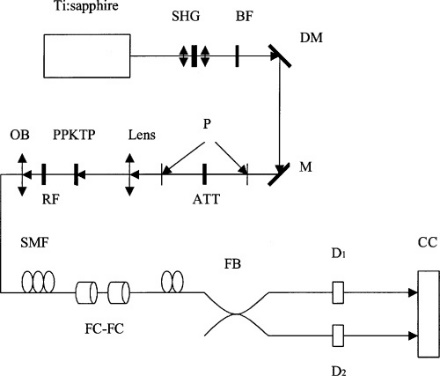 Ti:sapphire
SHG BF
DM
P
OB PPKTP Lens
M
RF ATT
SMF
FB D1 CC
FC-FC
D2